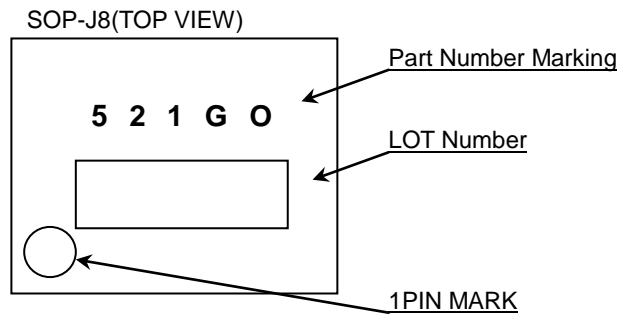 SOP-J8(TOP VIEW)
Part Number Marking
5 2 1 G O
LOT Number
1PIN MARK